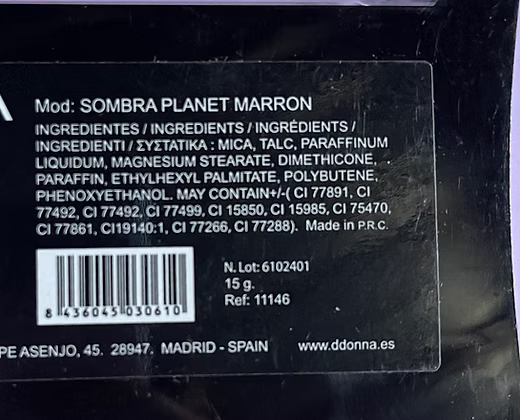 Mod: SOMBRA PLANET MARRON
INGREDIENTES / INGREDIENTS / INGRÉDIENTS /
INGREDIENTI / ΣΥΣΤΑΤΙΚΑ : MICA, TALC, PARAFFINUM
LIQUIDUM, MAGNESIUM STEARATE, DIMETHICONE,
PARAFFIN, ETHYLHEXYL PALMITATE, POLYBUTENE,
PHENOXYETHANOL. MAY CONTAIN+/-( CI 77891, CI
77492, CI 77492, CI 77499, CI 15850, CI 15985, CI 75470,
CI 77861, CI19140:1, CI 77266, CI 77288). Made in P.R.C.
N. Lot: 6102401
15 g.
Ref: 11146
8 436045 030610
PE ASENJO, 45. 28947. MADRID - SPAIN www.ddonna.es